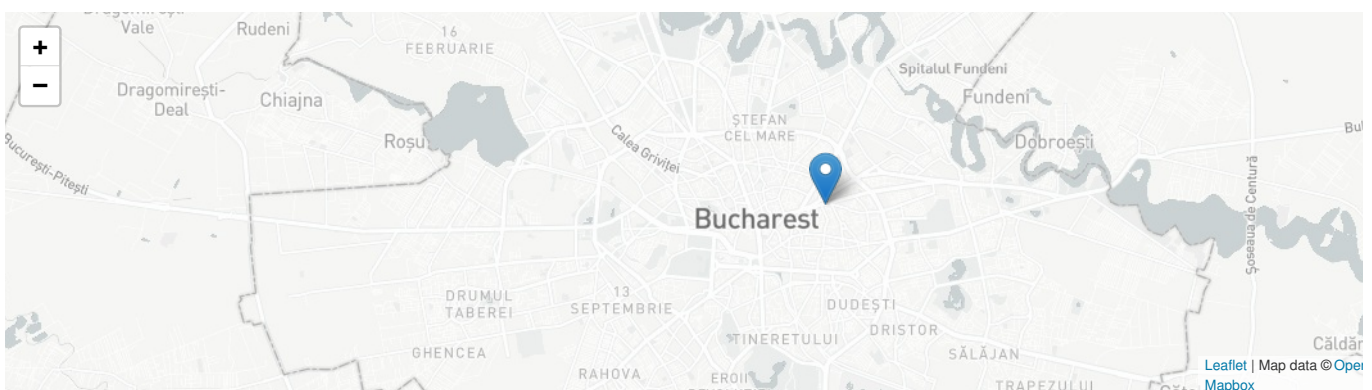 Vale
Rudeni
16
FEBRUARIE
+
−
Dragomirești-
Deal
Chiajna
Spitalul Fundeni
Fundeni
ȘTEFAN
CEL MARE
Roșu
Calea Griviței
Dobroești
București-Pitești
Șoseaua de Centură
Bucharest
DRUMUL
TABEREI
13
SEPTEMBRIE
DUDEȘTI
DRISTOR
TINERETULUI
GHENCEA
SĂLĂJAN
RAHOVA
EROII
TRAPEZULUI
Leaflet | Map data © Open
Mapbox